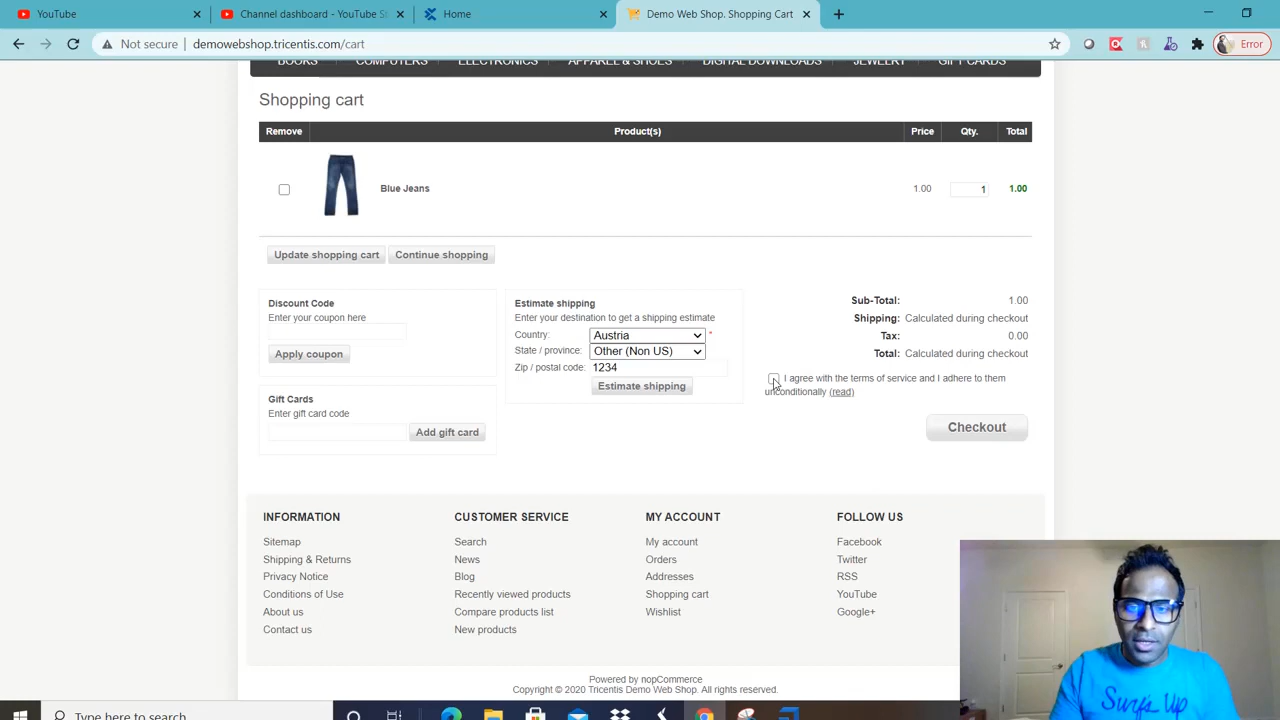 YouTube
Channel dashboard - YouTube St
Home
Demo Web Shop. Shopping Cart
Not secure
demowebshop.tricentis.com/cart
Error
BOOKS COMPUTERS ELECTRONICS APPAREL & SHOES DIGITAL DOWNLOADS JEWELRY GIFT CARDS
Shopping cart
Remove Product(s) Price Qty. Total
Blue Jeans 1.00 1 1.00
Update shopping cart Continue shopping
Discount Code
Enter your coupon here
Apply coupon
Gift Cards
Enter gift card code
Add gift card
Estimate shipping
Enter your destination to get a shipping estimate
Country: Austria *
State / province: Other (Non US)
Zip / postal code: 1234
Estimate shipping
Sub-Total: 1.00
Shipping: Calculated during checkout
Tax: 0.00
Total: Calculated during checkout
I agree with the terms of service and I adhere to them
unconditionally (read)
Checkout
INFORMATION
Sitemap
Shipping & Returns
Privacy Notice
Conditions of Use
About us
Contact us
CUSTOMER SERVICE
Search
News
Blog
Recently viewed products
Compare products list
New products
MY ACCOUNT
My account
Orders
Addresses
Shopping cart
Wishlist
FOLLOW US
Facebook
Twitter
RSS
YouTube
Google+
Powered by nopCommerce
Copyright © 2020 Tricentis Demo Web Shop. All rights reserved.
Surf's Up
Type here to search